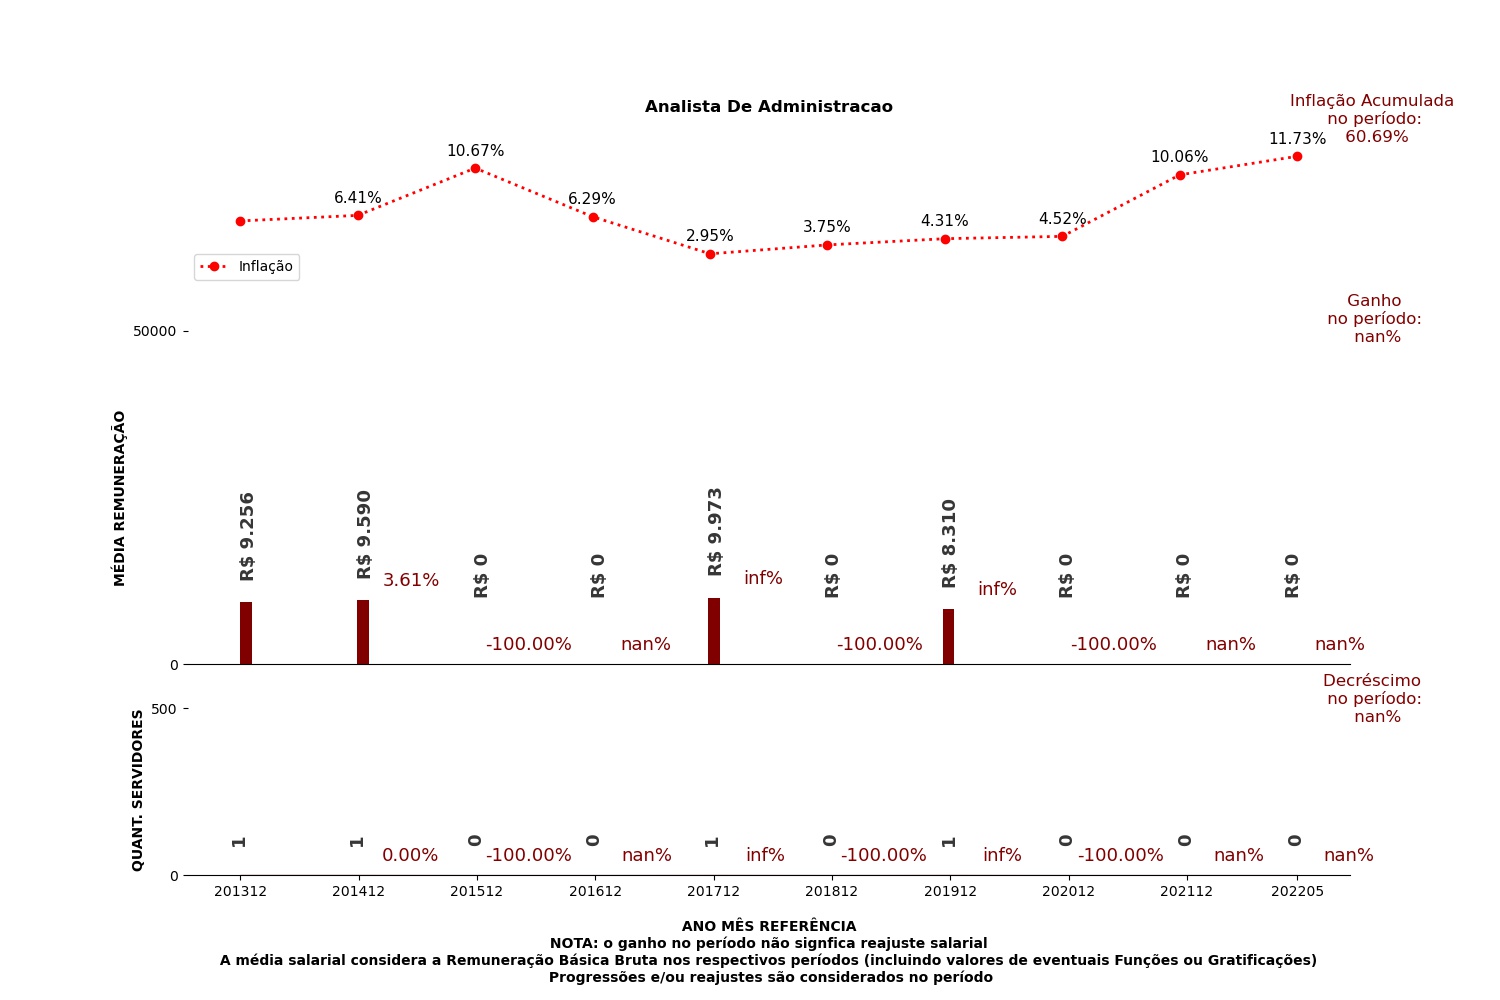 Analista De Administracao
Inflação Acumulada
no período:
60.69%
6.41%
10.67%
6.29%
2.95%
3.75%
4.31%
4.52%
10.06%
11.73%
Inflação
Ganho
no período:
nan%
50000
0
MÉDIA REMUNERAÇÃO
R$ 9.256
R$ 9.590
R$ 0
R$ 0
R$ 9.973
R$ 0
R$ 8.310
R$ 0
R$ 0
R$ 0
3.61%
-100.00%
nan%
inf%
-100.00%
inf%
-100.00%
nan%
nan%
Decréscimo
no período:
nan%
500
0
QUANT. SERVIDORES
1
1
0
0
1
0
1
0
0
0
0.00%
-100.00%
nan%
inf%
-100.00%
inf%
-100.00%
nan%
nan%
201312
201412
201512
201612
201712
201812
201912
202012
202112
202205
ANO MÊS REFERÊNCIA
NOTA: o ganho no período não signfica reajuste salarial
A média salarial considera a Remuneração Básica Bruta nos respectivos períodos (incluindo valores de eventuais Funções ou Gratificações)
Progressões e/ou reajustes são considerados no período